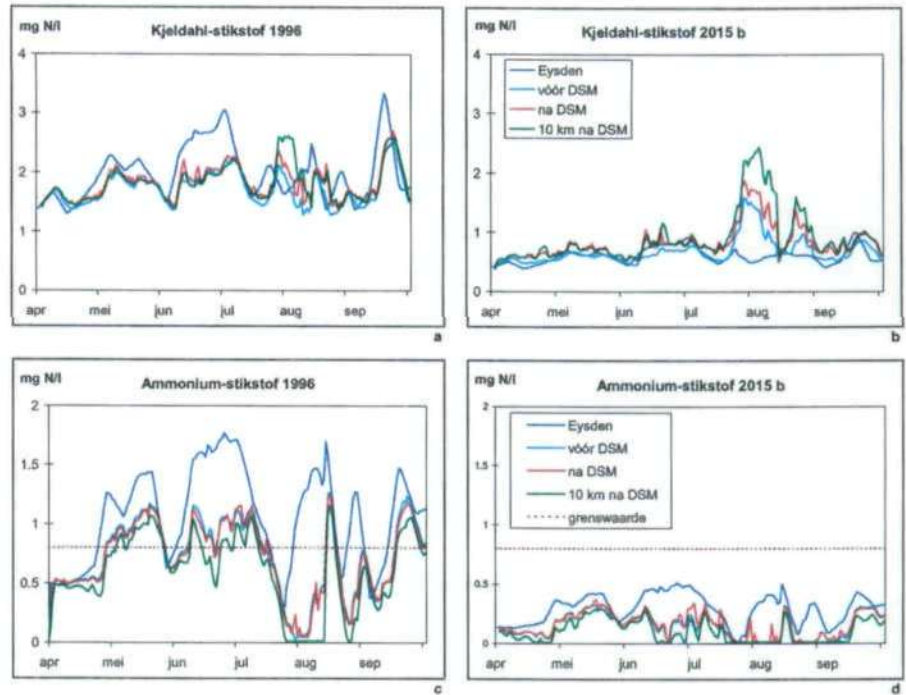 mg N/l
Kjeldahl-stikstof 1996
4
3
2
1
0
apr
mei
jun
jul
aug
sep
a
mg N/l
Kjeldahl-stikstof 2015 b
4
3
2
1
0
Eysden
vóór DSM
na DSM
10 km na DSM
apr
mei
jun
jul
aug
sep
b
mg N/l
Ammonium-stikstof 1996
2
1.5
1
0.5
0
apr
mei
jun
jul
aug
sep
c
mg N/l
Ammonium-stikstof 2015 b
2
1.5
1
0.5
0
Eysden
vóór DSM
na DSM
10 km na DSM
grenswaarde
apr
mei
jun
jul
aug
sep
d